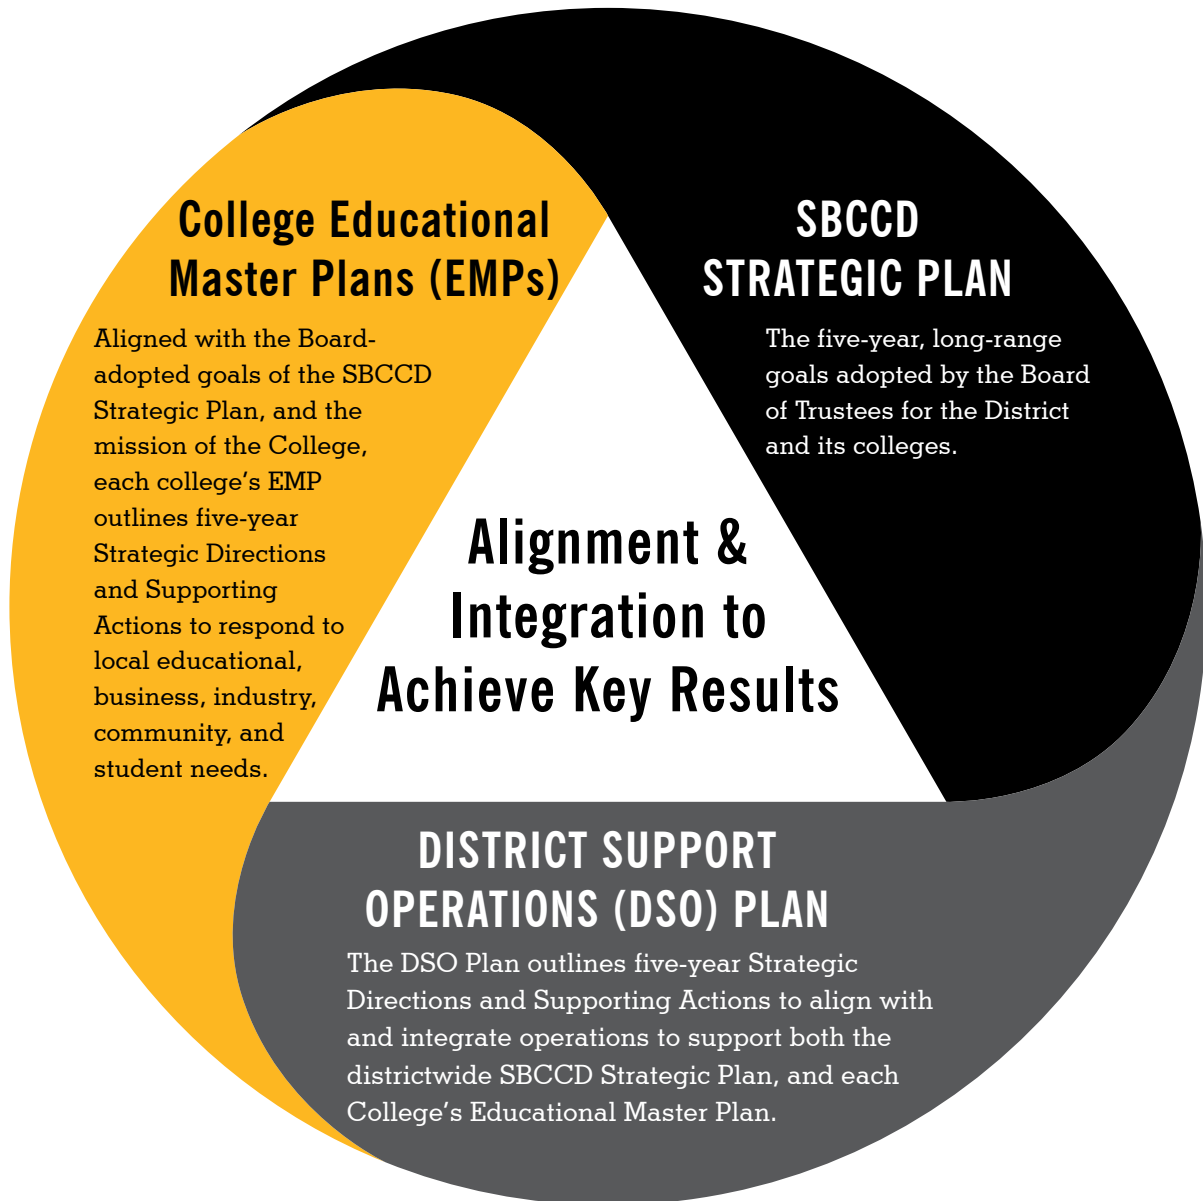 College Educational
Master Plans (EMPs)
Aligned with the Board-
adopted goals of the SBCCD
Strategic Plan, and the
mission of the College,
each college’s EMP
outlines five-year
Strategic Directions
and Supporting
Actions to respond to
local educational,
business, industry,
community, and
student needs.
SBCCD
STRATEGIC PLAN
The five-year, long-range
goals adopted by the Board
of Trustees for the District
and its colleges.
Alignment &
Integration to
Achieve Key Results
DISTRICT SUPPORT
OPERATIONS (DSO) PLAN
The DSO Plan outlines five-year Strategic
Directions and Supporting Actions to align with
and integrate operations to support both the
districtwide SBCCD Strategic Plan, and each
College’s Educational Master Plan.